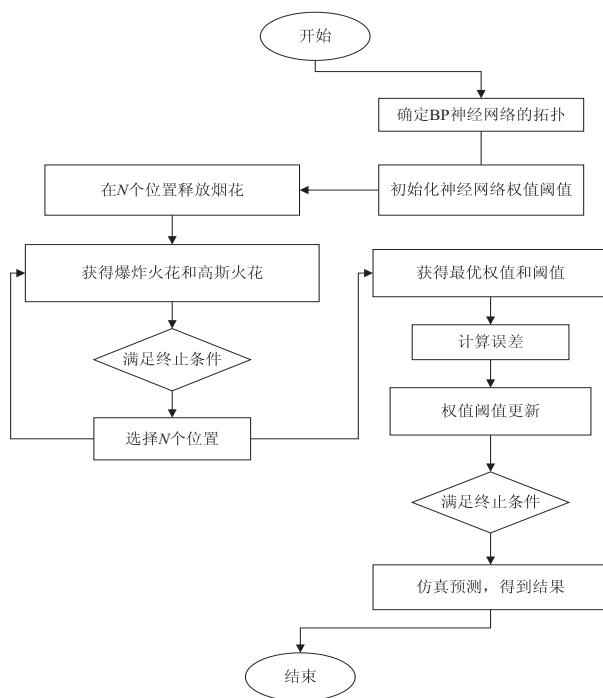 开始
确定BP神经网络的拓扑
初始化神经网络权值阈值
在N个位置释放烟花
获得爆炸火花和高斯火花
满足终止条件
选择N个位置
获得最优权值和阈值
计算误差
权值阈值更新
满足终止条件
仿真预测，得到结果
结束